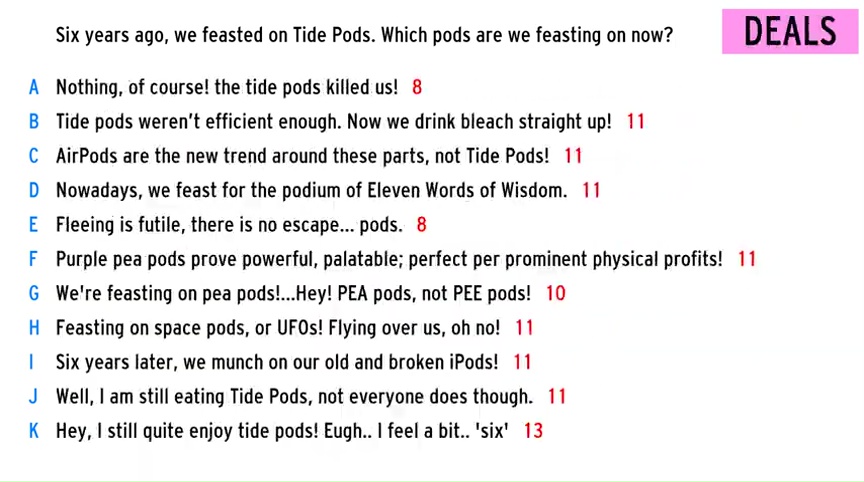 Six years ago, we feasted on Tide Pods. Which pods are we feasting on now?
DEALS
A Nothing, of course! the tide pods killed us! 8
B Tide pods weren't efficient enough. Now we drink bleach straight up! 11
C AirPods are the new trend around these parts, not Tide Pods! 11
D Nowadays, we feast for the podium of Eleven Words of Wisdom. 11
E Fleeing is futile, there is no escape... pods. 8
F Purple pea pods prove powerful, palatable; perfect per prominent physical profits! 11
G We're feasting on pea pods!...Hey! PEA pods, not PEE pods! 10
H Feasting on space pods, or UFOs! Flying over us, oh no! 11
I Six years later, we munch on our old and broken iPods! 11
J Well, I am still eating Tide Pods, not everyone does though. 11
K Hey, I still quite enjoy tide pods! Eugh.. I feel a bit.. 'six' 13